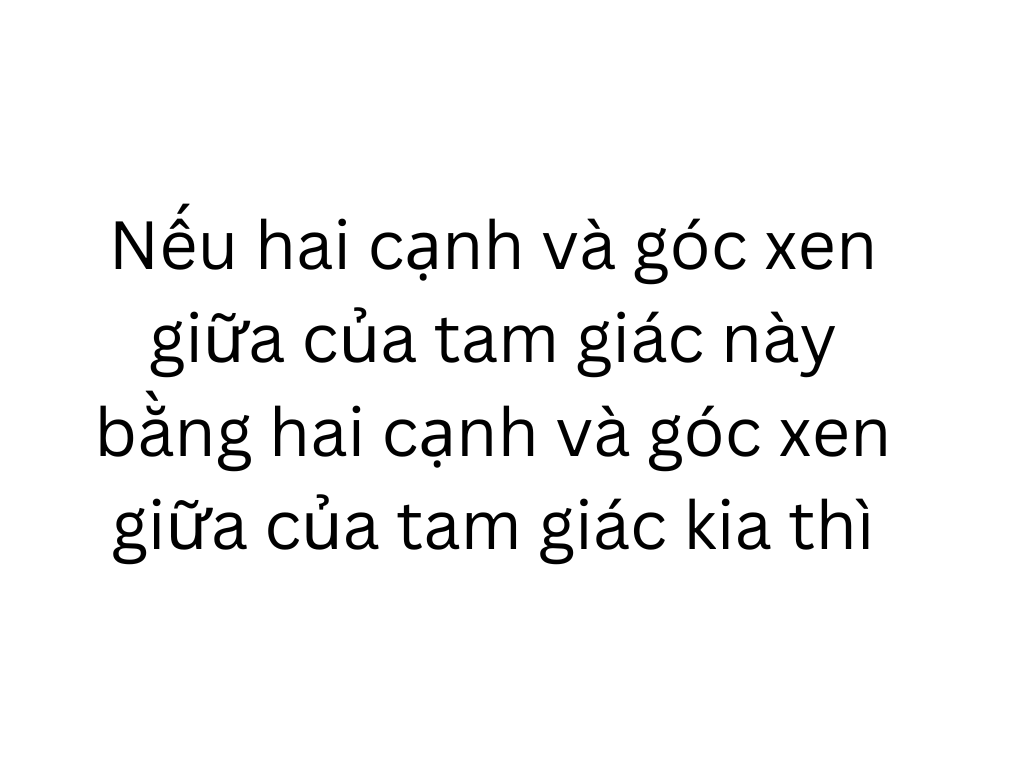 Nếu hai cạnh và góc xen
giữa của tam giác này
bằng hai cạnh và góc xen
giữa của tam giác kia thì